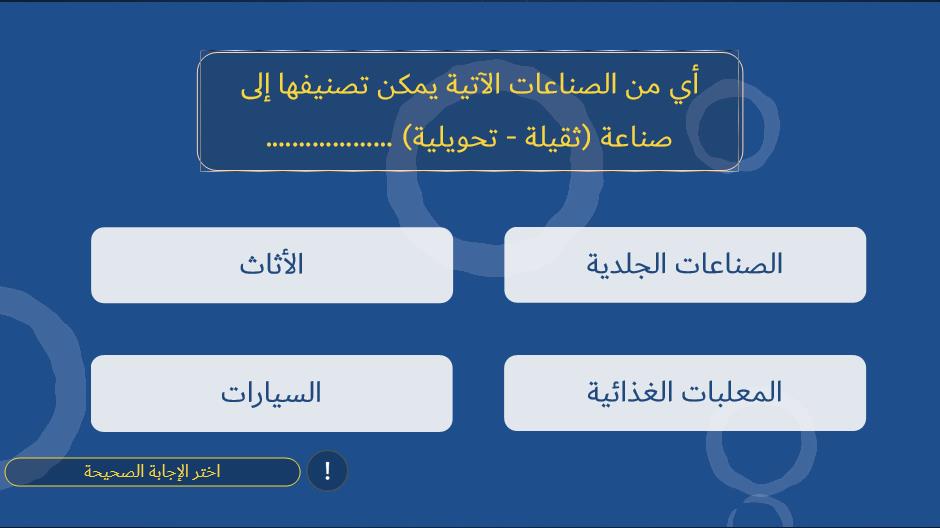 أي من الصناعات الآتية يمكن تصنيفها إلى
صناعة (ثقيلة - تحويلية) ...................
الصناعات الجلدية
الأثاث
المعلبات الغذائية
السيارات
!
اختر الإجابة الصحيحة